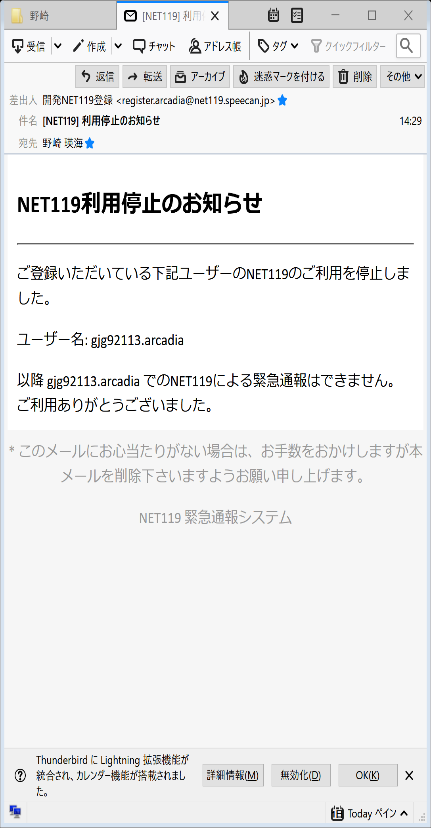 野崎
[NET119] 利用
受信
作成
チャット
アドレス帳
タグ
クイックフィルター
返信
転送
アーカイブ
迷惑マークを付ける
削除
その他
差出人 開発NET119登録 <register.arcadia@net119.speecan.jp>
件名 [NET119] 利用停止のお知らせ 14:29
宛先 野崎 瑛海
NET119利用停止のお知らせ
ご登録いただいている下記ユーザーのNET119のご利用を停止しま
した。
ユーザー名: gjg92113.arcadia
以降 gjg92113.arcadia でのNET119による緊急通報はできません。
ご利用ありがとうございました。
* このメールにお心当たりがない場合は、お手数をおかけしますが本
メールを削除下さいますようお願い申し上げます。
NET119 緊急通報システム
Thunderbird に Lightning 拡張機能が
統合され、カレンダー機能が搭載されまし
た。
詳細情報(M)
無効化(D)
OK(K)
Today ペイン